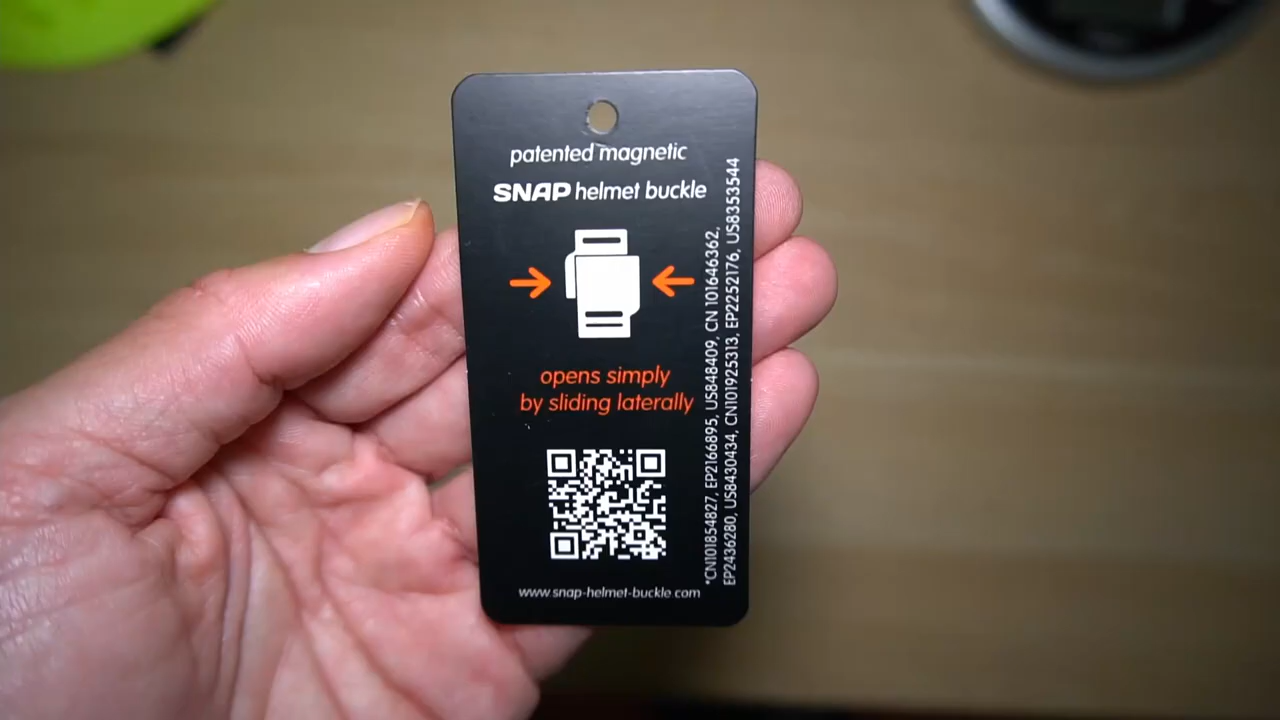 patented magnetic
SNAP helmet buckle
opens simply
by sliding laterally
www.snap-helmet-buckle.com
*CN101854827, EP2166895, US848409, CN 101646362,
EP2436280, US8430434, CN101925313, EP2252176, US8353544